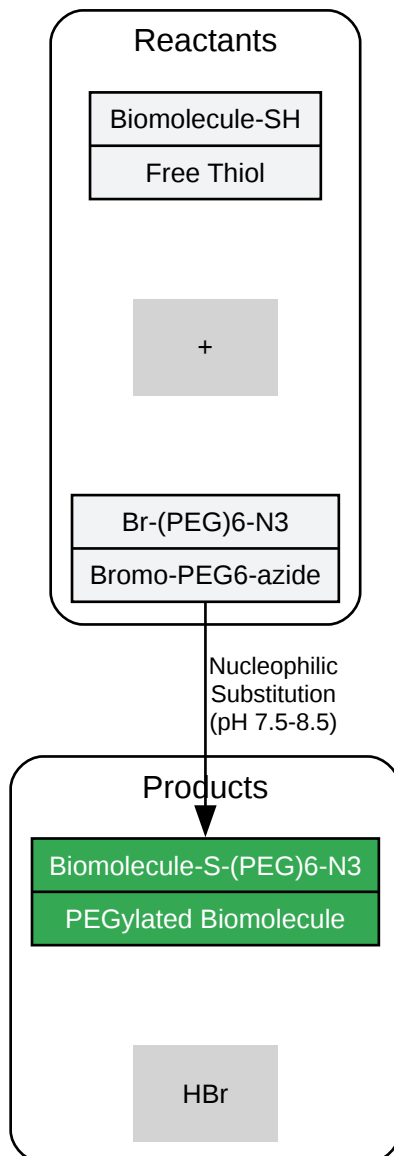 Reactants
Biomolecule-SH
Free Thiol
+
Br-(PEG)6-N3
Bromo-PEG6-azide
Nucleophilic
Substitution
(pH 7.5-8.5)
Products
Biomolecule-S-(PEG)6-N3
PEGylated Biomolecule
HBr